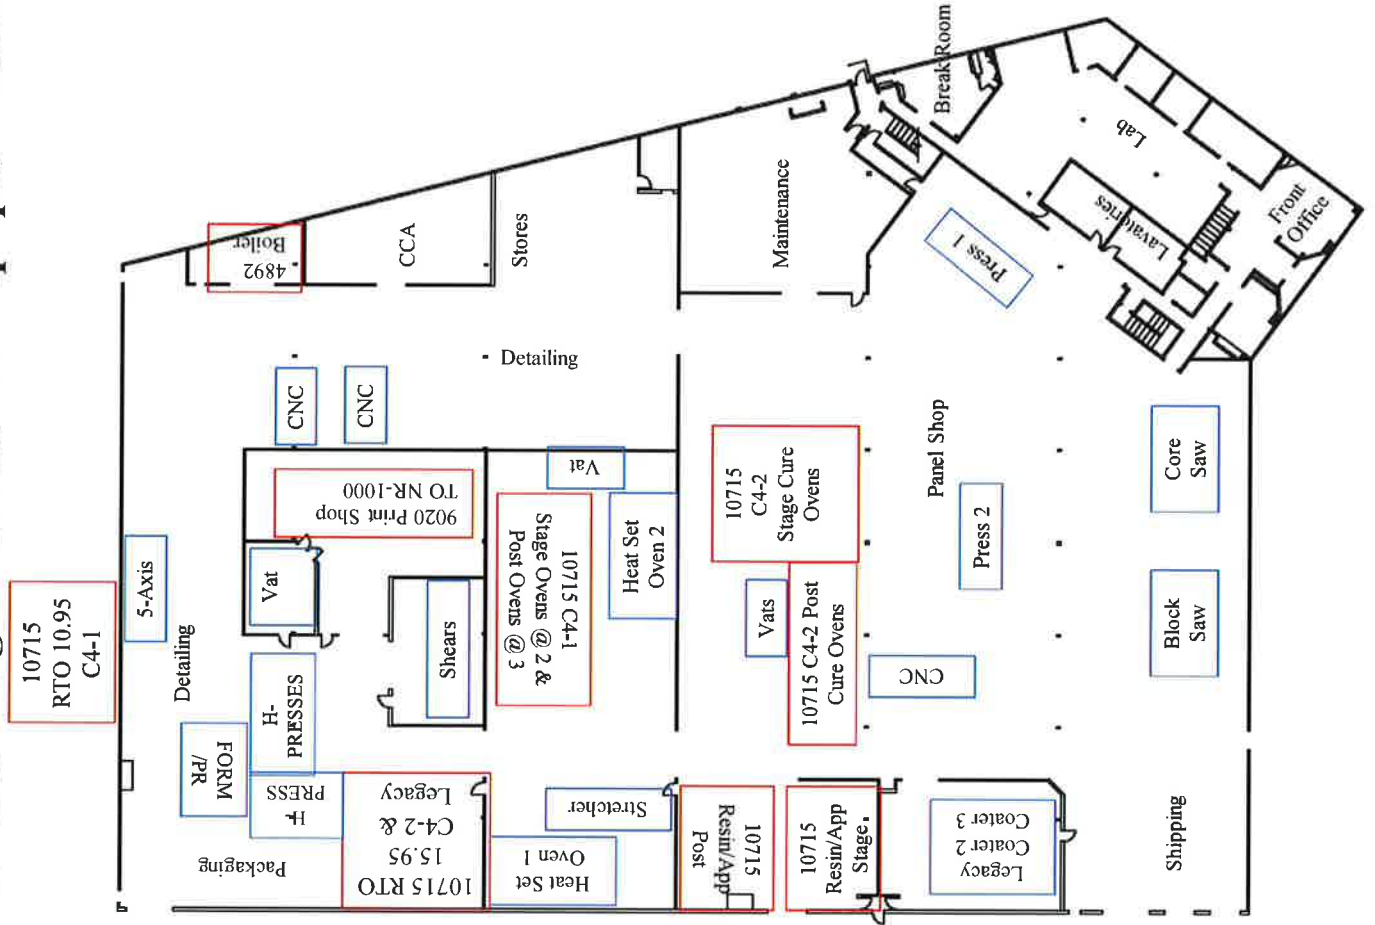 Break Room
Lab
Boiler
4892
CCA
Stores
Maintenance
Lavatories
Front
Office
Press 1
Detailing
CNC
CNC
Panel Shop
Core
Saw
9020 Print Shop
TO NR-1000
Vat
10715
C4-2
Stage Cure
Ovens
Heat Set
Oven 2
Press 2
10715
RTO 10.95
C4-1
5-Axis
Detailing
Vat
Shears
10715 C4-1
Stage Ovens @ 2 &
Post Ovens @ 3
Vats
10715 C4-2 Post
Cure Ovens
CNC
Block
Saw
FORM
/PR
H-
PRESSES
H-
PRESS
Packaging
10715 RTO
15.95
C4-2 &
Legacy
Stretcher
Heat Set
Oven 1
10715
Resin/App
Post
10715
Resin/App
Stage
Legacy
Coater 2
Coater 3
Shipping